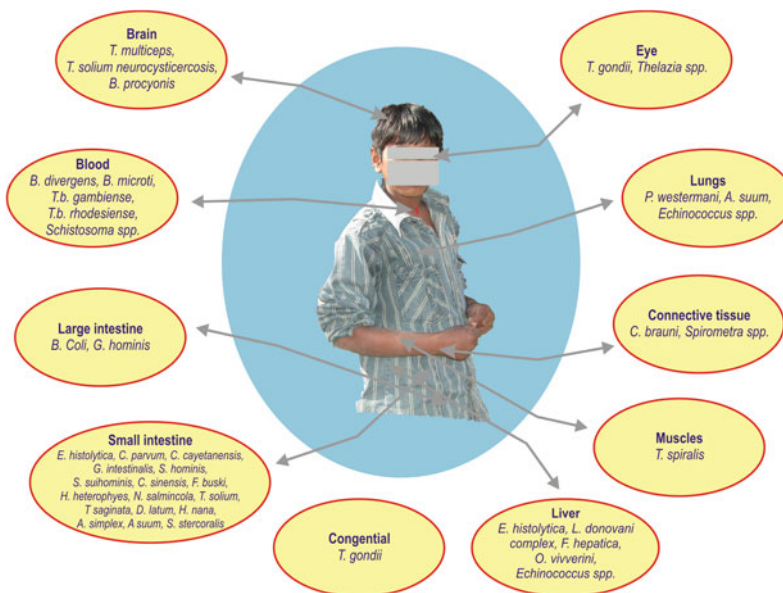 Brain
T. multiceps,
T. solium neurocysticercosis,
B. procyonis
Eye
T. gondii, Thelazia spp.
Blood
B. divergens, B. microti,
T.b. gambiense,
T.b. rhodesiense,
Schistosoma spp.
Lungs
P. westermani, A. suum,
Echinococcus spp.
Large intestine
B. Coli, G. hominis
Connective tissue
C. brauni, Spirometra spp.
Small intestine
E. histolytica, C. parvum, C. cayetanensis,
G. intestinalis, S. hominis,
S. suihominis, C. sinensis, F. buski,
H. heterophyes, N. salmincola, T. solium,
T saginata, D. latum, H. nana,
A. simplex, A suum, S. stercoralis
Muscles
T. spiralis
Congential
T. gondii
Liver
E. histolytica, L. donovani
complex, F. hepatica,
O. vivverini,
Echinococcus spp.